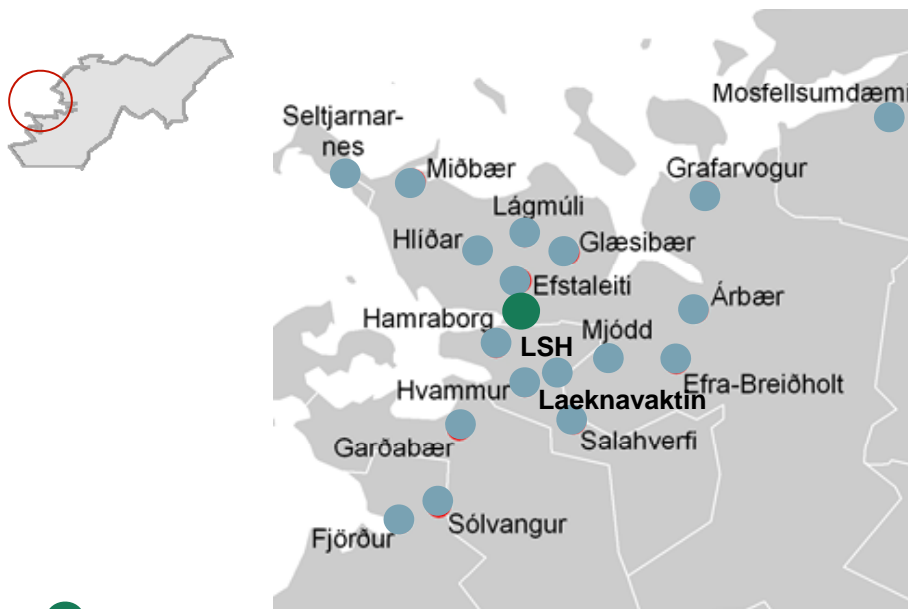 Mosfellsumdæmi
Seltjarnar-
nes
Miðbær
Grafarvogur
Lágmúli
Hlíðar
Glæsibær
Efstaleiti
Árbær
Hamraborg
Mjódd
LSH
Efra-Breiðholt
Hvammur
Laeknavaktin
Garðabær
Salahverfi
Sólvangur
Fjörður